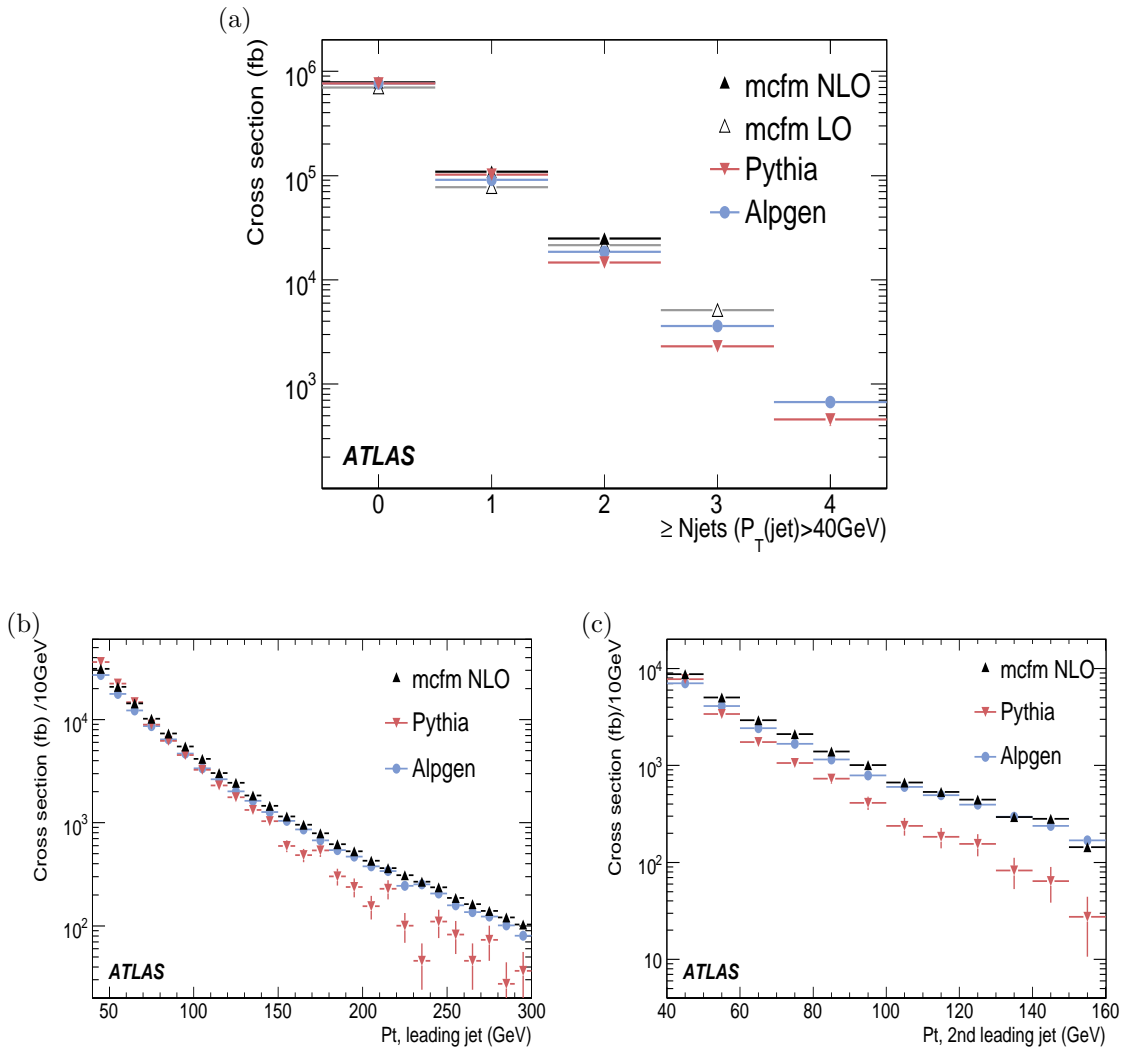 (a)
Cross section (fb)
10^6
10^5
10^4
10^3
mcfm NLO
mcfm LO
Pythia
Alpgen
ATLAS
0 1 2 3 4
≥ Njets (P_T(jet)>40GeV)
(b)
Cross section (fb) /10GeV
10^4
10^3
10^2
mcfm NLO
Pythia
Alpgen
ATLAS
50 100 150 200 250 300
Pt, leading jet (GeV)
(c)
Cross section (fb)/10GeV
10^4
10^3
10^2
10
mcfm NLO
Pythia
Alpgen
ATLAS
40 60 80 100 120 140 160
Pt, 2nd leading jet (GeV)